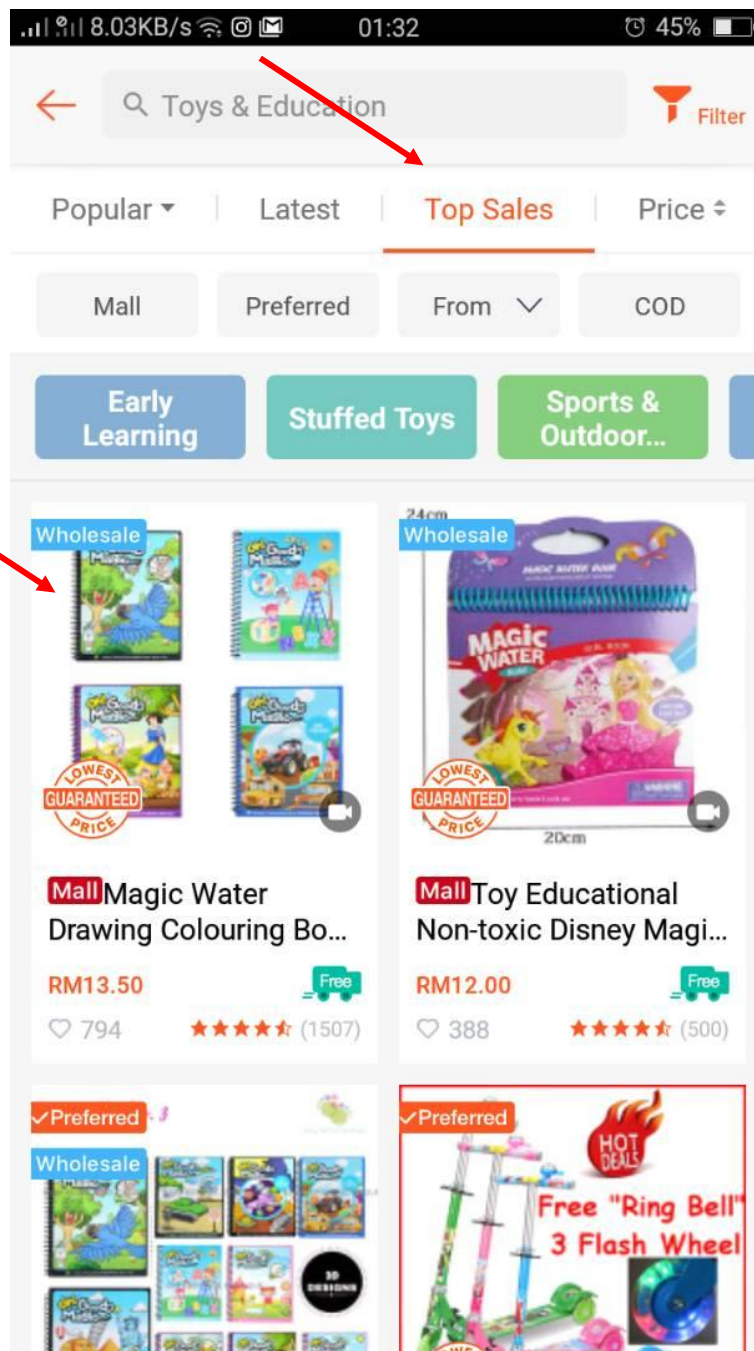 8.03KB/s 01:32 45%
Toys & Education
Filter
Popular Latest Top Sales Price
Mall Preferred From COD
Early
Learning
Stuffed Toys
Sports &
Outdoor...
Wholesale
LOWEST
GUARANTEED
PRICE
Mall Magic Water
Drawing Colouring Bo...
RM13.50 Free
794 (1507)
24cm
Wholesale
MAGIC WATER BOOK
MAGIC
WATER
LOWEST
GUARANTEED
PRICE
20cm
Mall Toy Educational
Non-toxic Disney Magi...
RM12.00 Free
388 (500)
Preferred
Wholesale
Preferred
HOT
DEALS
Free "Ring Bell"
3 Flash Wheel